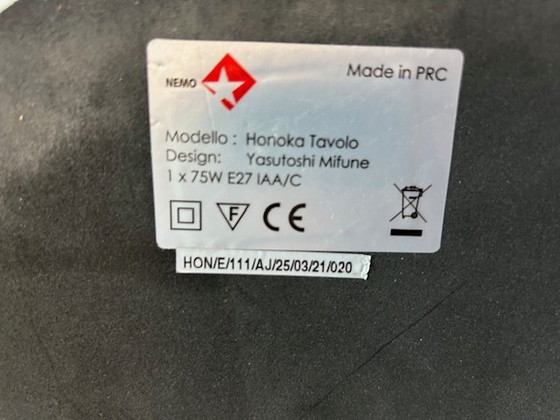 NEMO
Made in PRC
Modello : Honoka Tavolo
Design: Yasutoshi Mifune
1 x 75W E27 IAA/C
F CE
HON/E/111/AJ/25/03/21/020